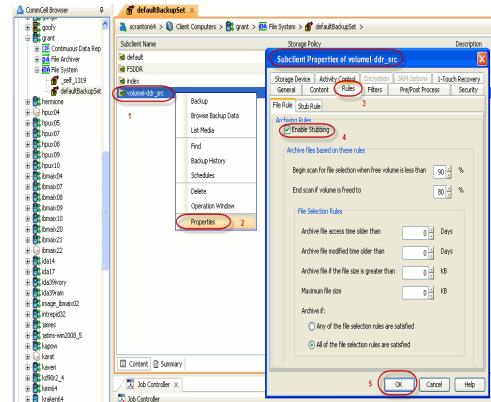 CommCell Browser
goofy
grant
Continuous Data Rep
File Archiver
File System
_self_1319
defaultBackupSet
hermione
hpux04
hpux05
hpux07
hpux08
hpux09
hpux10
ibmaix04
ibmaix07
ibmaix08
ibmaix09
ibmaix10
ibmaix20
ibmaix21
ibmaix22
ida14
ida17
ida39ivory
ida39ram
image_ibmaix02
intrepid32
james
jatins-win2008_5
kapow
karat
kaveri
kd90r2_4
kmm64
kraken64
defaultBackupSet
scranton64 > Client Computers > grant > File System > defaultBackupSet >
Subclient Name
Storage Policy
Description
default
FSDDR
index
volumel-ddr_src
1
Backup
Browse Backup Data
List Media
Find
Backup History
Schedules
Delete
Operation Window
Properties
2
Content
Summary
Job Controller
Job Controller
Subclient Properties of volumel-ddr_src
Storage Device
Activity Control
Encryption
SRM Options
1-Touch Recovery
General
Content
Rules
Filters
Pre/Post Process
Security
3
File Rule
Stub Rule
Archiving Rules
Enable Stubbing
4
Archive files based on these rules
Begin scan for file selection when free volume is less than 90 %
End scan if volume is freed to 80 %
File Selection Rules
Archive file access time older than 0 Days
Archive file modified time older than 0 Days
Archive file if the file size is greater than 0 KB
Maximum file size 0 KB
Archive if:
Any of the file selection rules are satisfied
All of the file selection rules are satisfied
5
OK
Cancel
Help